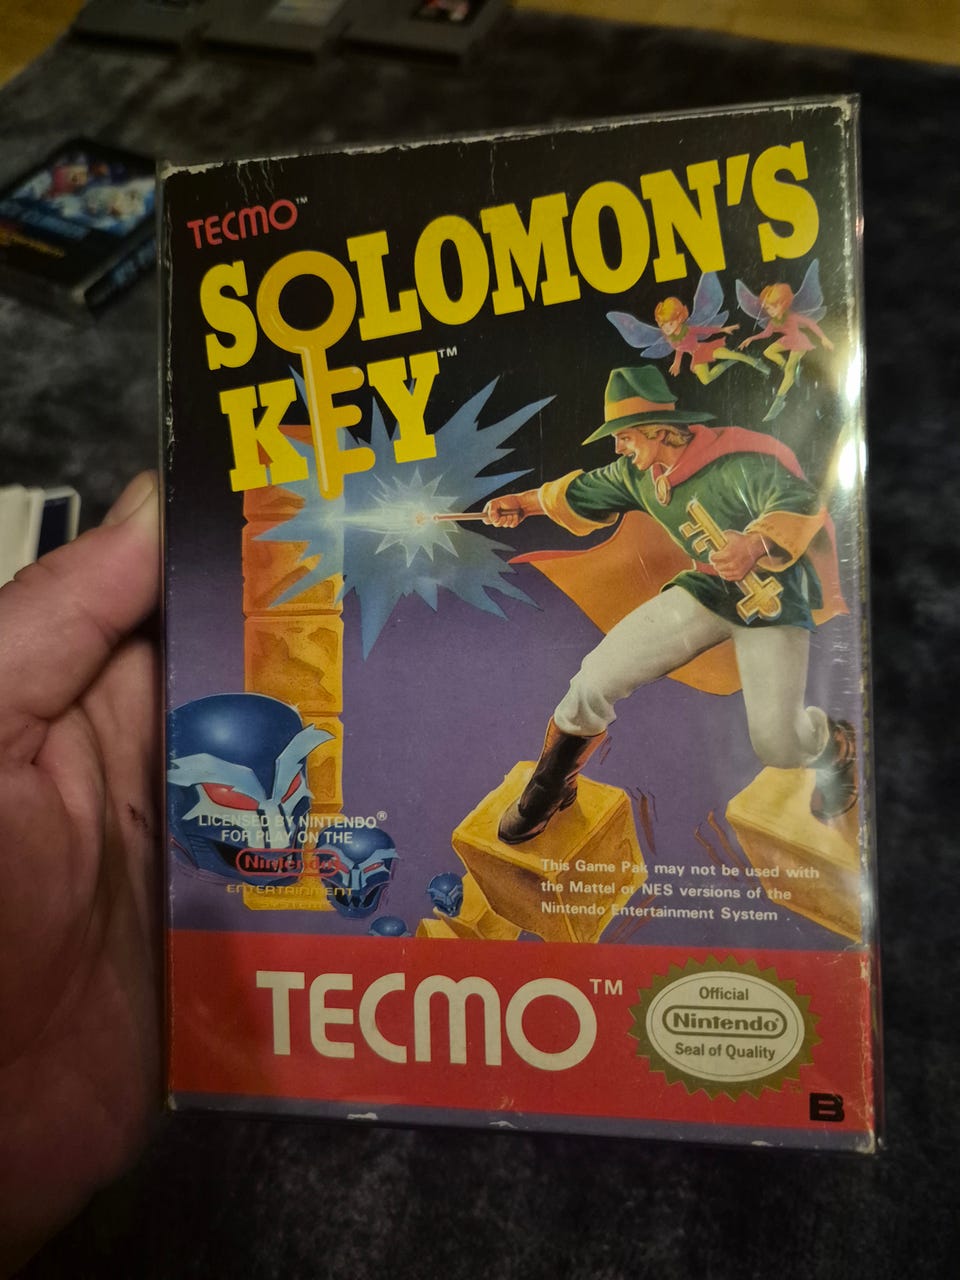 TECMO™
SOLOMON'S
KEY™
LICENSED BY NINTENDO®
FOR PLAY ON THE
Nintendo
ENTERTAINMENT
SYSTEM
This Game Pak may not be used with
the Mattel or NES versions of the
Nintendo Entertainment System
TECMO™
Official
Nintendo®
Seal of Quality
B